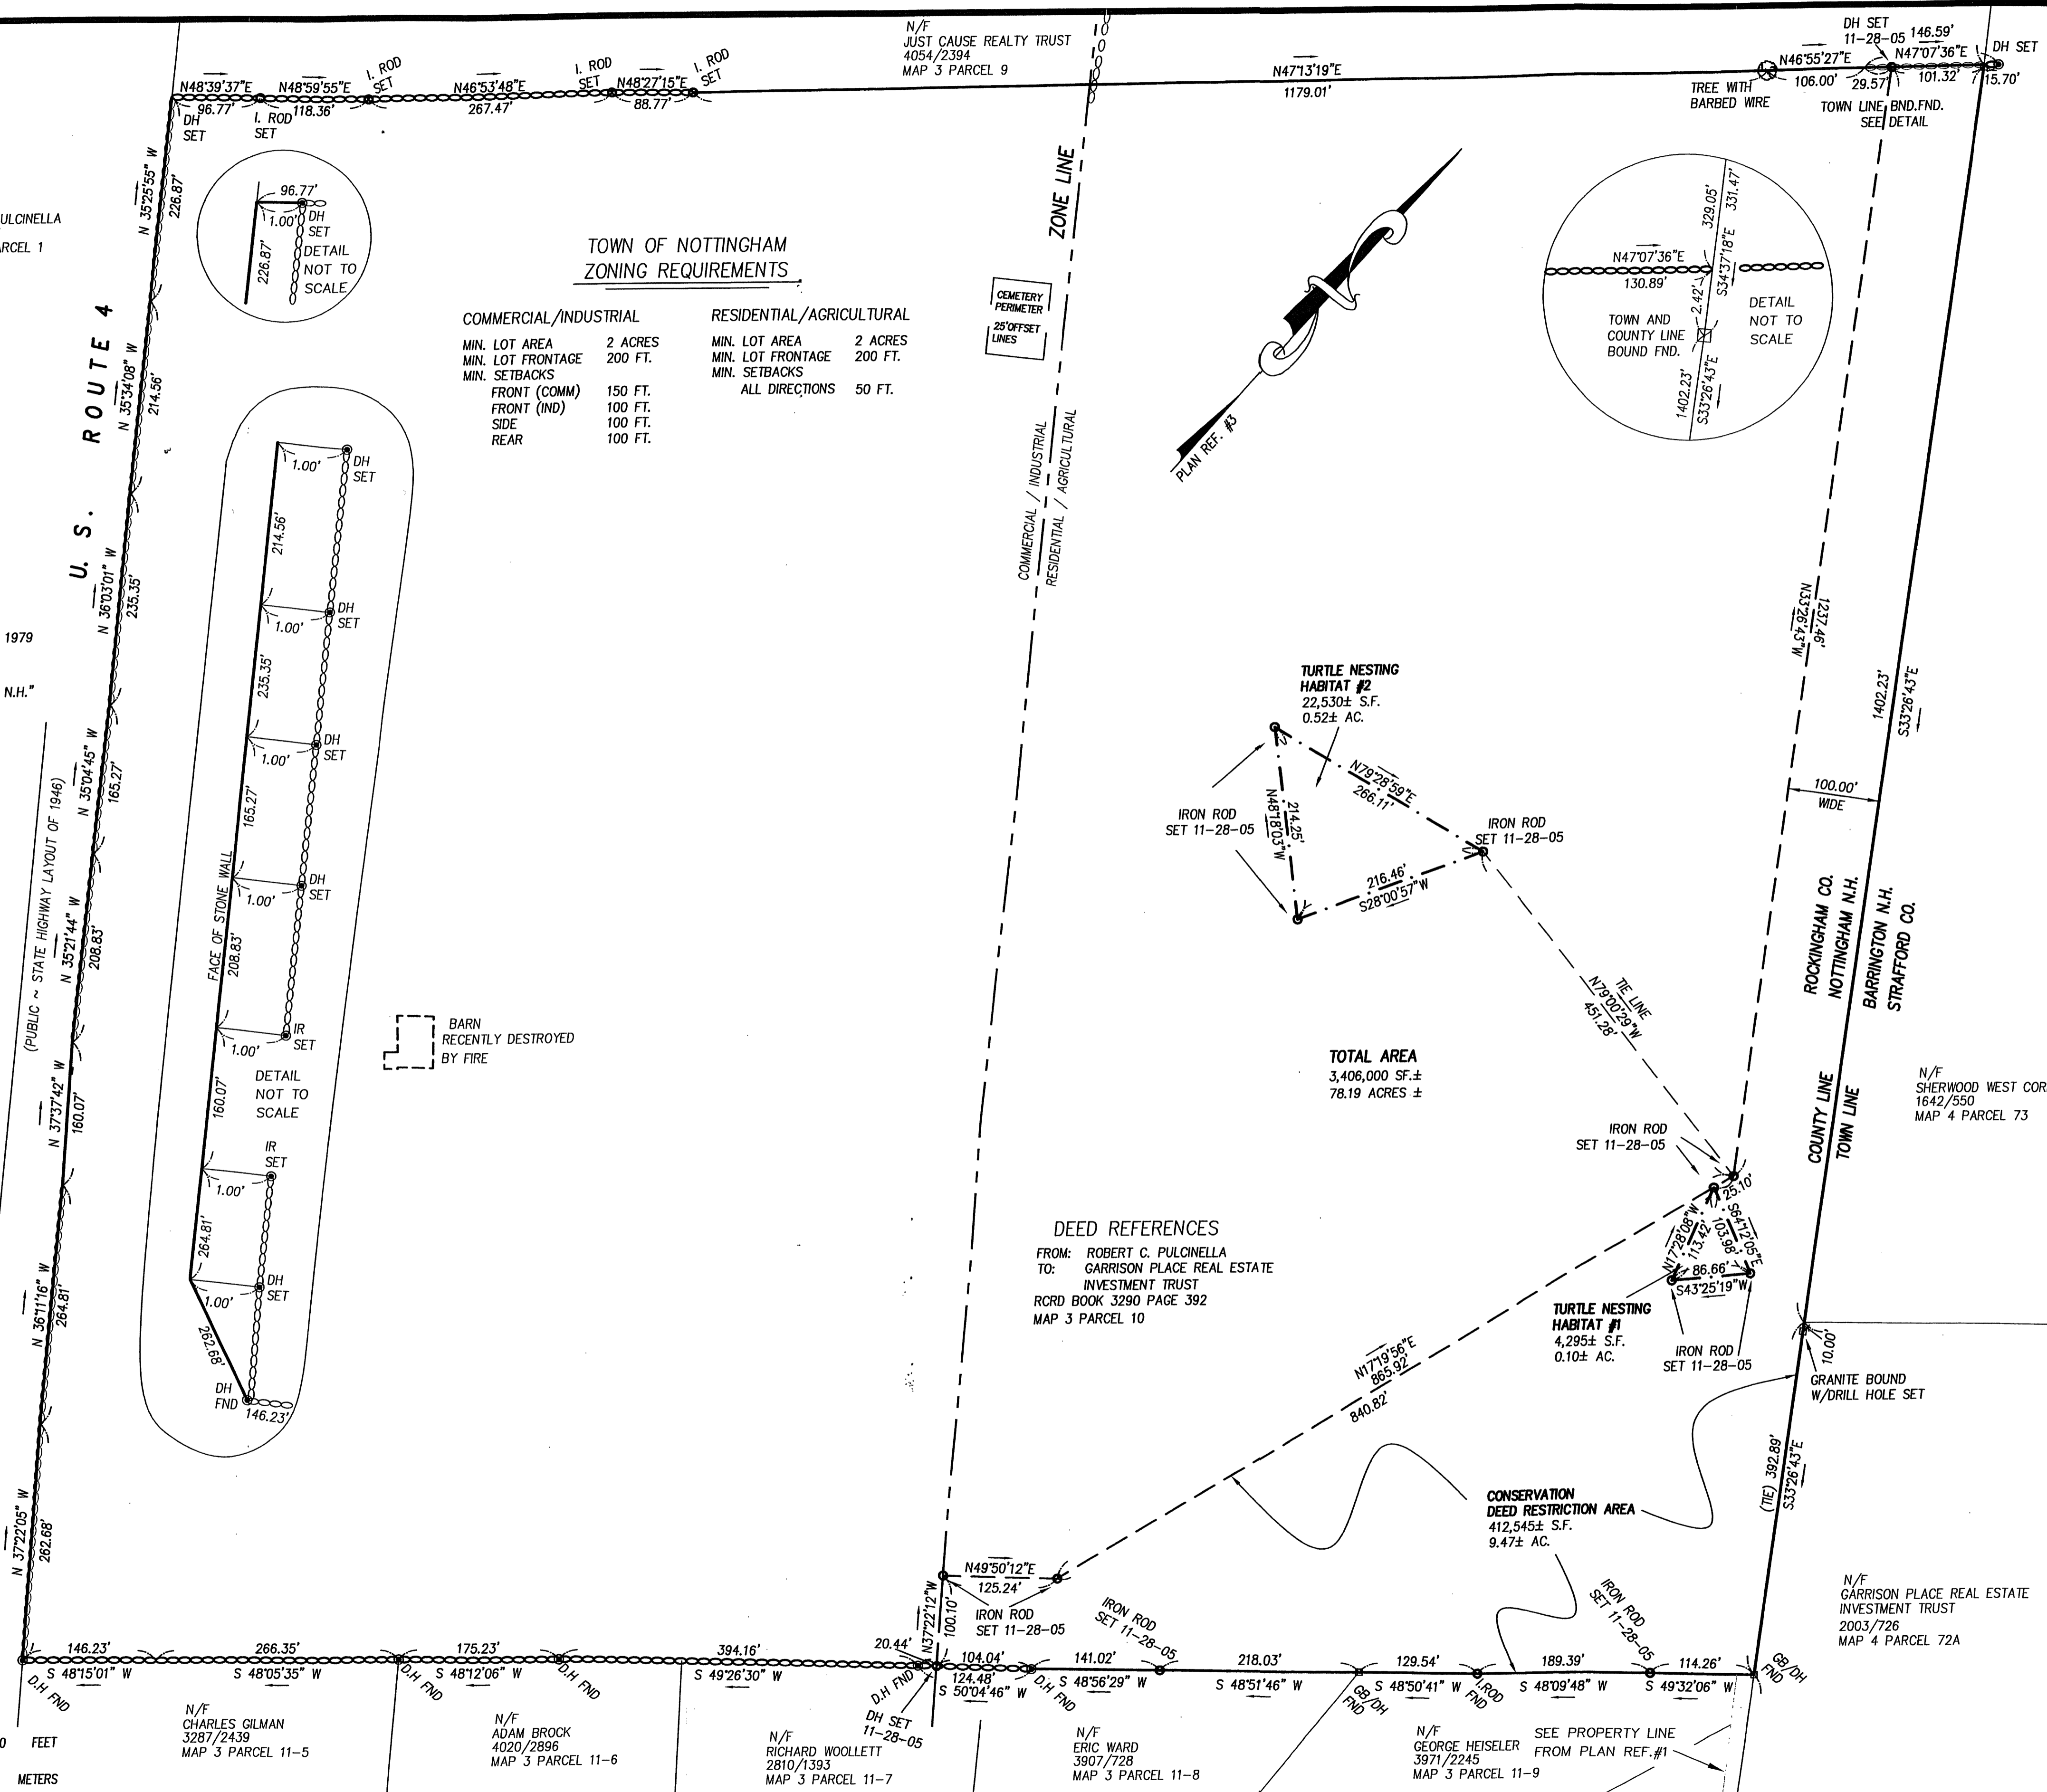 N/F
JUST CAUSE REALTY TRUST
4054/2394
MAP 3 PARCEL 9
N48°39'37"E
96.77'
N48°59'55"E
118.36'
I. ROD
SET
N46°53'48"E
267.47'
I. ROD
SET
N48°27'15"E
88.77'
I. ROD
SET
DH
SET
I. ROD
SET
N47°13'19"E
1179.01'
TREE WITH
BARBED WIRE
N46°55'27"E
106.00'
DH SET
11-28-05
146.59'
N47°07'36"E
29.57'
101.32'
DH SET
15.70'
TOWN LINE BND.FND.
SEE DETAIL
ULCINELLA
ARCEL 1
1979
N.H."
U. S. ROUTE 4
(PUBLIC ~ STATE HIGHWAY LAYOUT OF 1946)
N 35°25'55" W
226.87'
N 35°34'08" W
214.56'
N 36°03'01" W
235.35'
N 35°04'45" W
165.27'
N 35°21'44" W
208.83'
N 37°37'42" W
160.07'
N 36°11'16" W
264.81'
N 37°22'05" W
262.68'
96.77'
1.00'
DH
SET
226.87'
DETAIL
NOT TO
SCALE
TOWN OF NOTTINGHAM
ZONING REQUIREMENTS
COMMERCIAL/INDUSTRIAL
MIN. LOT AREA 2 ACRES
MIN. LOT FRONTAGE 200 FT.
MIN. SETBACKS
FRONT (COMM) 150 FT.
FRONT (IND) 100 FT.
SIDE 100 FT.
REAR 100 FT.
RESIDENTIAL/AGRICULTURAL
MIN. LOT AREA 2 ACRES
MIN. LOT FRONTAGE 200 FT.
MIN. SETBACKS
ALL DIRECTIONS 50 FT.
ZONE LINE
CEMETERY
PERIMETER
25'OFFSET
LINES
COMMERCIAL / INDUSTRIAL
RESIDENTIAL / AGRICULTURAL
PLAN REF. #3
N47°07'36"E
130.89'
329.05'
331.47'
S34°37'18"E
2.42'
TOWN AND
COUNTY LINE
BOUND FND.
DETAIL
NOT TO
SCALE
1402.23'
S33°26'43"E
1.00'
DH
SET
214.56'
1.00'
DH
SET
235.35'
1.00'
DH
SET
165.27'
1.00'
DH
SET
FACE OF STONE WALL
208.83'
1.00'
IR
SET
160.07'
DETAIL
NOT TO
SCALE
IR
SET
1.00'
264.81'
1.00'
DH
SET
262.68'
DH
FND
146.23'
BARN
RECENTLY DESTROYED
BY FIRE
TURTLE NESTING
HABITAT #2
22,530± S.F.
0.52± AC.
N79°28'59"E
266.11'
214.25'
N48°18'03"W
216.46'
S28°00'57"W
IRON ROD
SET 11-28-05
IRON ROD
SET 11-28-05
TIE LINE
N79°00'29"W
451.28'
1237.46'
N33°26'43"W
1402.23'
S33°26'43"E
100.00'
WIDE
ROCKINGHAM CO.
NOTTINGHAM N.H.
BARRINGTON N.H.
STRAFFORD CO.
COUNTY LINE
TOWN LINE
TOTAL AREA
3,406,000 SF.±
78.19 ACRES ±
N/F
SHERWOOD WEST COR
1642/550
MAP 4 PARCEL 73
IRON ROD
SET 11-28-05
25.10'
N17°28'08"W
113.42'
S64°12'05"E
103.98'
86.66'
S43°25'19"W
TURTLE NESTING
HABITAT #1
4,295± S.F.
0.10± AC.
IRON ROD
SET 11-28-05
10.00'
GRANITE BOUND
W/DRILL HOLE SET
DEED REFERENCES
FROM: ROBERT C. PULCINELLA
TO: GARRISON PLACE REAL ESTATE
INVESTMENT TRUST
RCRD BOOK 3290 PAGE 392
MAP 3 PARCEL 10
N17°19'56"E
865.92'
840.82'
(TIE) 392.89'
S33°26'43"E
CONSERVATION
DEED RESTRICTION AREA
412,545± S.F.
9.47± AC.
N/F
GARRISON PLACE REAL ESTATE
INVESTMENT TRUST
2003/726
MAP 4 PARCEL 72A
N49°50'12"E
125.24'
N37°22'12"W
100.10'
IRON ROD
SET 11-28-05
IRON ROD
SET 11-28-05
IRON ROD
SET 11-28-05
146.23'
S 48°15'01" W
266.35'
S 48°05'35" W
175.23'
S 48°12'06" W
394.16'
S 49°26'30" W
20.44'
104.04'
124.48'
S 50°04'46" W
141.02'
S 48°56'29" W
218.03'
S 48°51'46" W
129.54'
S 48°50'41" W
189.39'
S 48°09'48" W
114.26'
S 49°32'06" W
D.H FND
D.H FND
D.H FND
D.H FND
DH SET
11-28-05
D.H FND
GB/DH
FND
I.ROD
FND
GB/DH
FND
N/F
CHARLES GILMAN
3287/2439
MAP 3 PARCEL 11-5
N/F
ADAM BROCK
4020/2896
MAP 3 PARCEL 11-6
N/F
RICHARD WOOLLETT
2810/1393
MAP 3 PARCEL 11-7
N/F
ERIC WARD
3907/728
MAP 3 PARCEL 11-8
N/F
GEORGE HEISELER
3971/2245
MAP 3 PARCEL 11-9
SEE PROPERTY LINE
FROM PLAN REF.#1
0 FEET
METERS